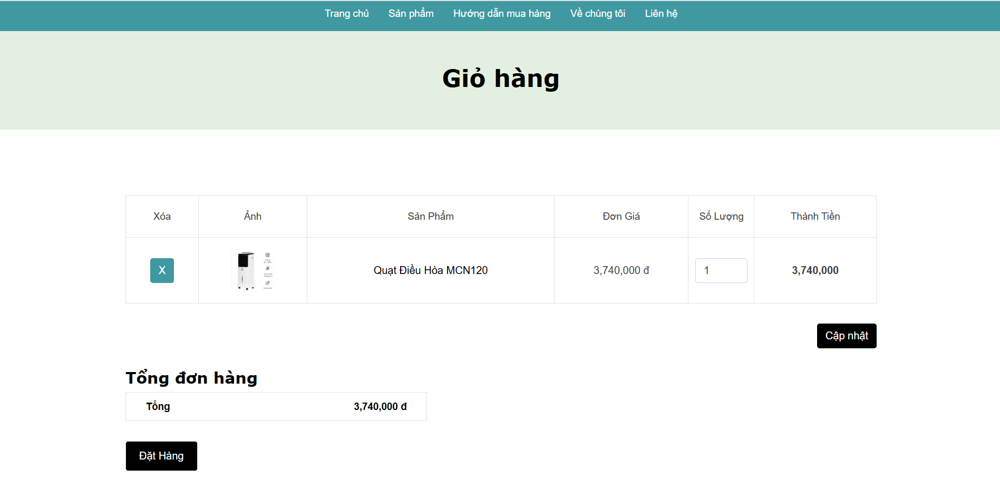 Trang chủ Sản phẩm Hướng dẫn mua hàng Về chúng tôi Liên hệ
Giỏ hàng
Xóa Ảnh Sản Phẩm Đơn Giá Số Lượng Thành Tiền
X Quạt Điều Hòa MCN120 3,740,000 đ 1 3,740,000
Cập nhật
Tổng đơn hàng
Tổng 3,740,000 đ
Đặt Hàng